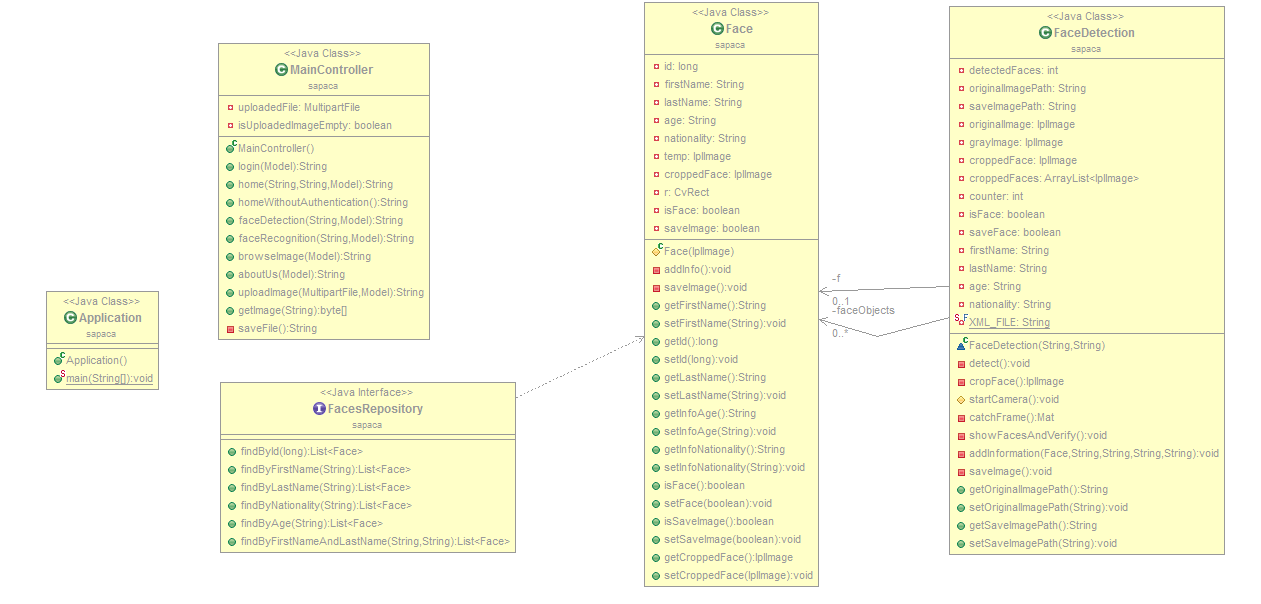 <<Java Class>>
Application
sapaca
Application()
main(String[]):void
<<Java Class>>
MainController
sapaca
uploadedFile: MultipartFile
isUploadedImageEmpty: boolean
MainController()
login(Model):String
home(String,String,Model):String
homeWithoutAuthentication():String
faceDetection(String,Model):String
faceRecognition(String,Model):String
browseImage(Model):String
aboutUs(Model):String
uploadImage(MultipartFile,Model):String
getImage(String):byte[]
saveFile():String
<<Java Interface>>
FacesRepository
sapaca
findById(long):List<Face>
findByFirstName(String):List<Face>
findByLastName(String):List<Face>
findByNationality(String):List<Face>
findByAge(String):List<Face>
findByFirstNameAndLastName(String,String):List<Face>
<<Java Class>>
Face
sapaca
id: long
firstName: String
lastName: String
age: String
nationality: String
temp: IplImage
croppedFace: IplImage
r: CvRect
isFace: boolean
saveImage: boolean
Face(IplImage)
addInfo():void
saveImage():void
getFirstName():String
setFirstName(String):void
getId():long
setId(long):void
getLastName():String
setLastName(String):void
getInfoAge():String
setInfoAge(String):void
getInfoNationality():String
setInfoNationality(String):void
isFace():boolean
setFace(boolean):void
isSaveImage():boolean
setSaveImage(boolean):void
getCroppedFace():IplImage
setCroppedFace(IplImage):void
-f
0..1
-faceObjects
0..*
<<Java Class>>
FaceDetection
sapaca
detectedFaces: int
originalImagePath: String
saveImagePath: String
originalImage: IplImage
grayImage: IplImage
croppedFace: IplImage
croppedFaces: ArrayList<IplImage>
counter: int
isFace: boolean
saveFace: boolean
firstName: String
lastName: String
age: String
nationality: String
XML_FILE: String
FaceDetection(String,String)
detect():void
cropFace():IplImage
startCamera():void
catchFrame():Mat
showFacesAndVerify():void
addInformation(Face,String,String,String,String):void
saveImage():void
getOriginalImagePath():String
setOriginalImagePath(String):void
getSaveImagePath():String
setSaveImagePath(String):void